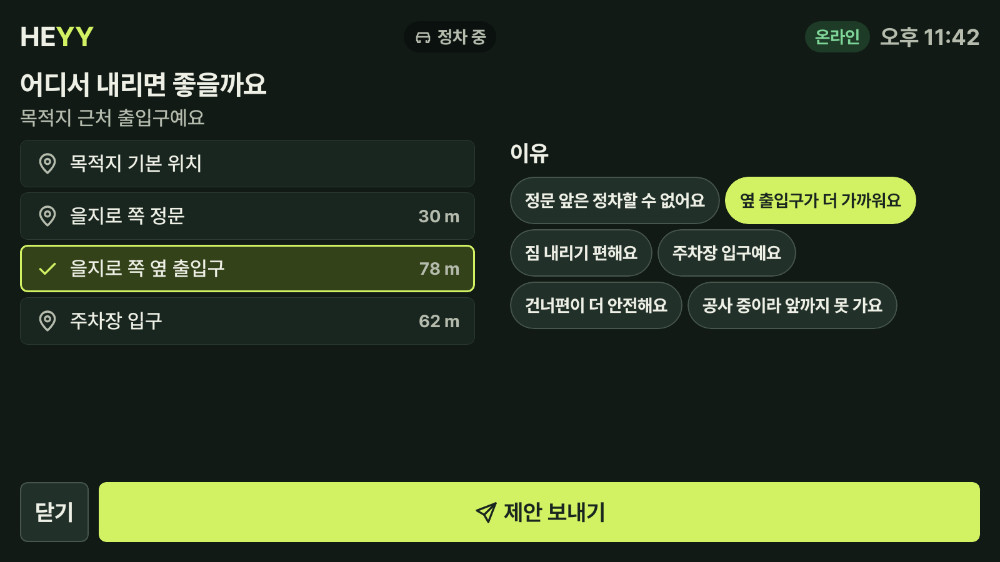 HEYY
정차 중
온라인
오후 11:42
어디서 내리면 좋을까요
목적지 근처 출입구예요
목적지 기본 위치
을지로 쪽 정문
30 m
을지로 쪽 옆 출입구
78 m
주차장 입구
62 m
이유
정문 앞은 정차할 수 없어요
옆 출입구가 더 가까워요
짐 내리기 편해요
주차장 입구예요
건너편이 더 안전해요
공사 중이라 앞까지 못 가요
닫기
제안 보내기